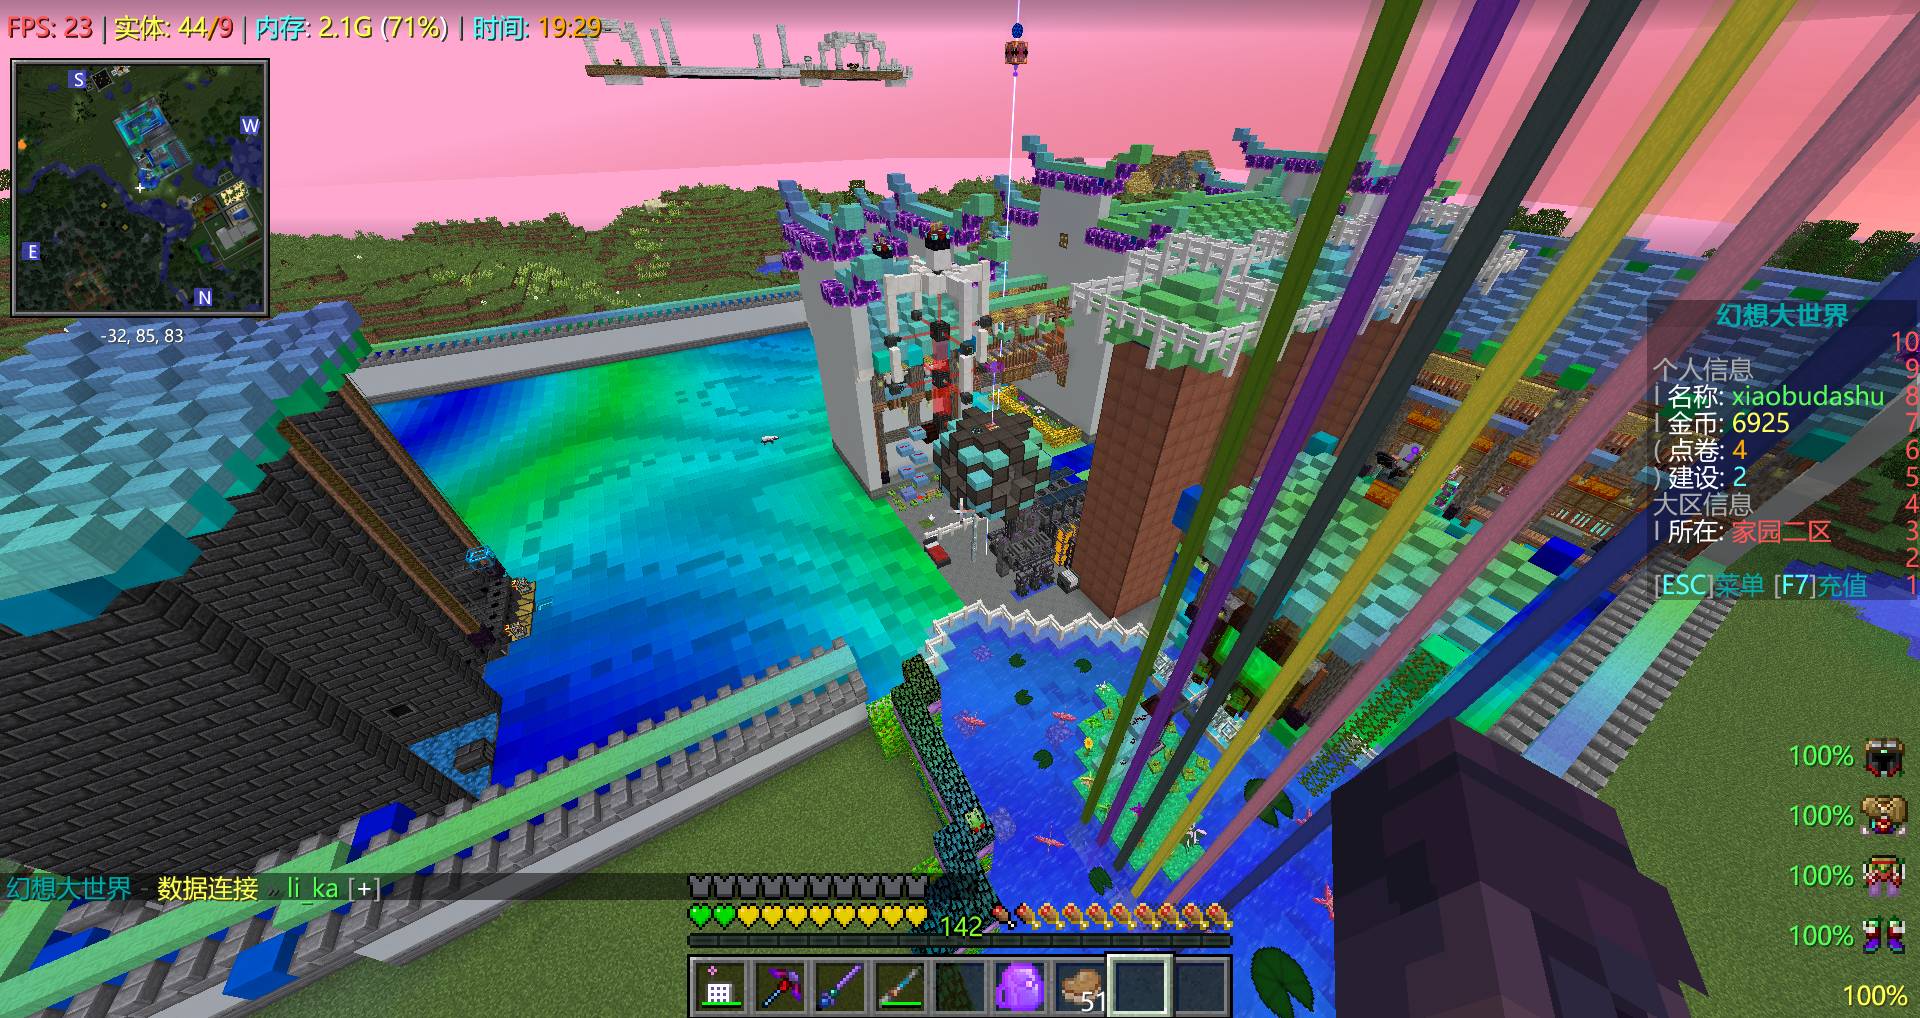 FPS: 23 | 实体: 44/9 | 内存: 2.1G (71%) | 时间: 19:29
S
W
E
N
-32, 85, 83
幻想大世界
10
个人信息 9
| 名称: xiaobudashu 8
| 金币: 6925 7
( 点卷: 4 6
) 建设: 2 5
大区信息 4
| 所在: 家园二区 3
2
[ESC]菜单 [F7]充值 1
100%
100%
100%
100%
100%
幻想大世界 - 数据连接 ~ li_ka [+]
142
51